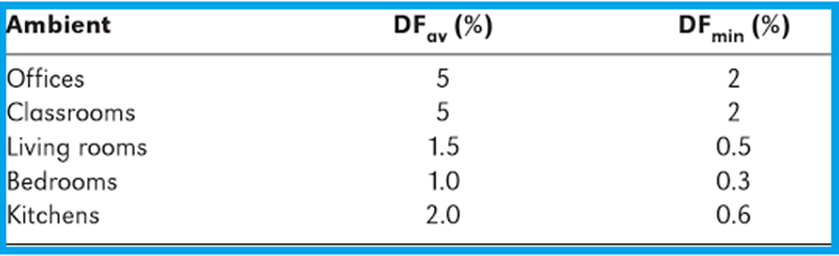 Ambient DFav (%) DFmin (%)
Offices 5 2
Classrooms 5 2
Living rooms 1.5 0.5
Bedrooms 1.0 0.3
Kitchens 2.0 0.6